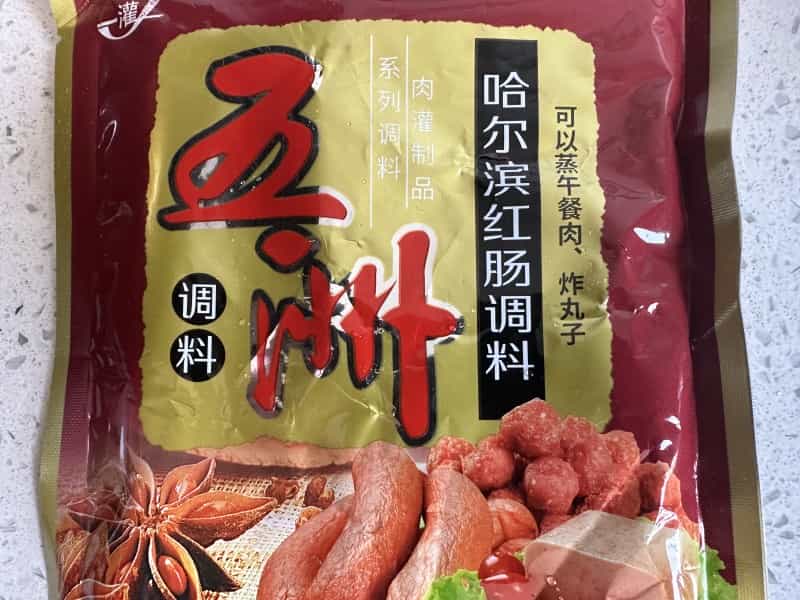 灌
五洲
调料
系列调料
肉灌制品
哈尔滨红肠调料
可以蒸午餐肉、炸丸子